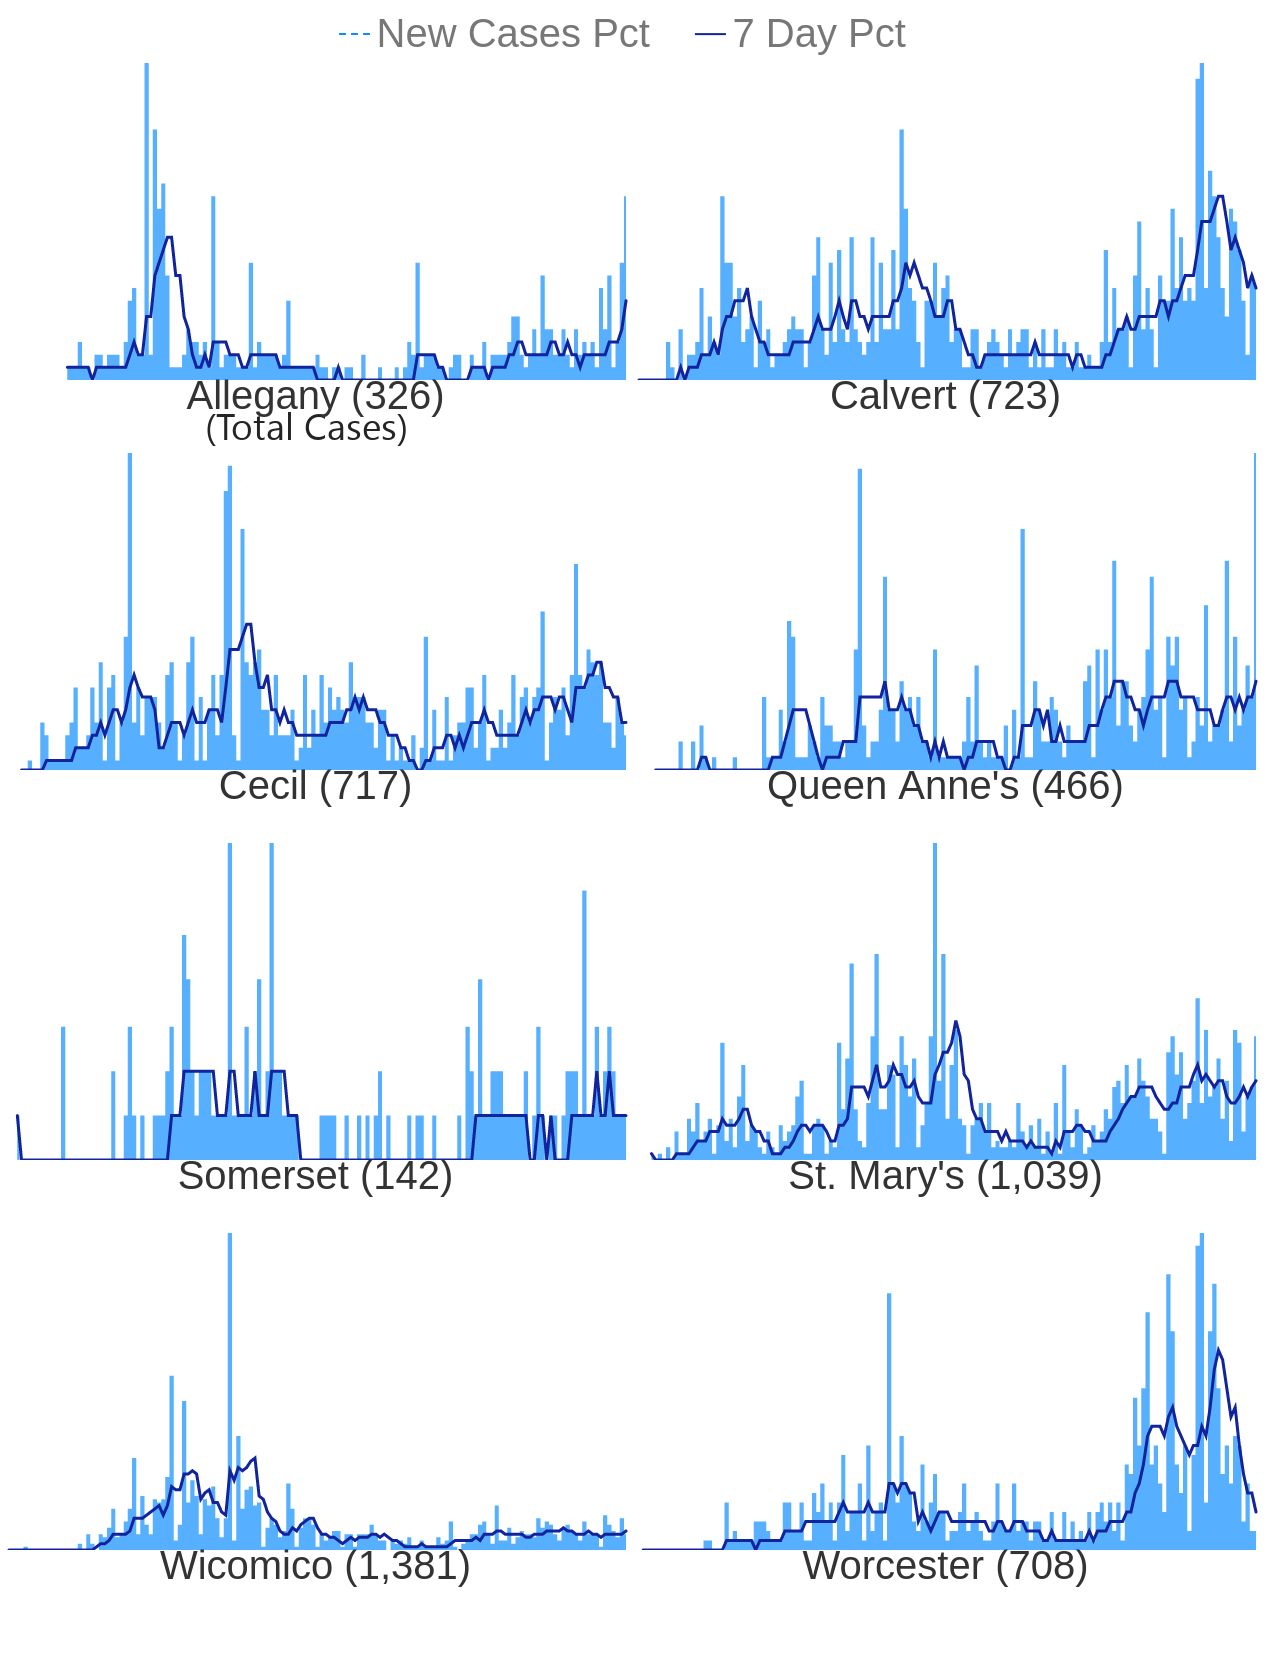 New Cases Pct 7 Day Pct
Allegany (326) Calvert (723)
(Total Cases)
Cecil (717) Queen Anne's (466)
Somerset (142) St. Mary's (1,039)
Wicomico (1,381) Worcester (708)